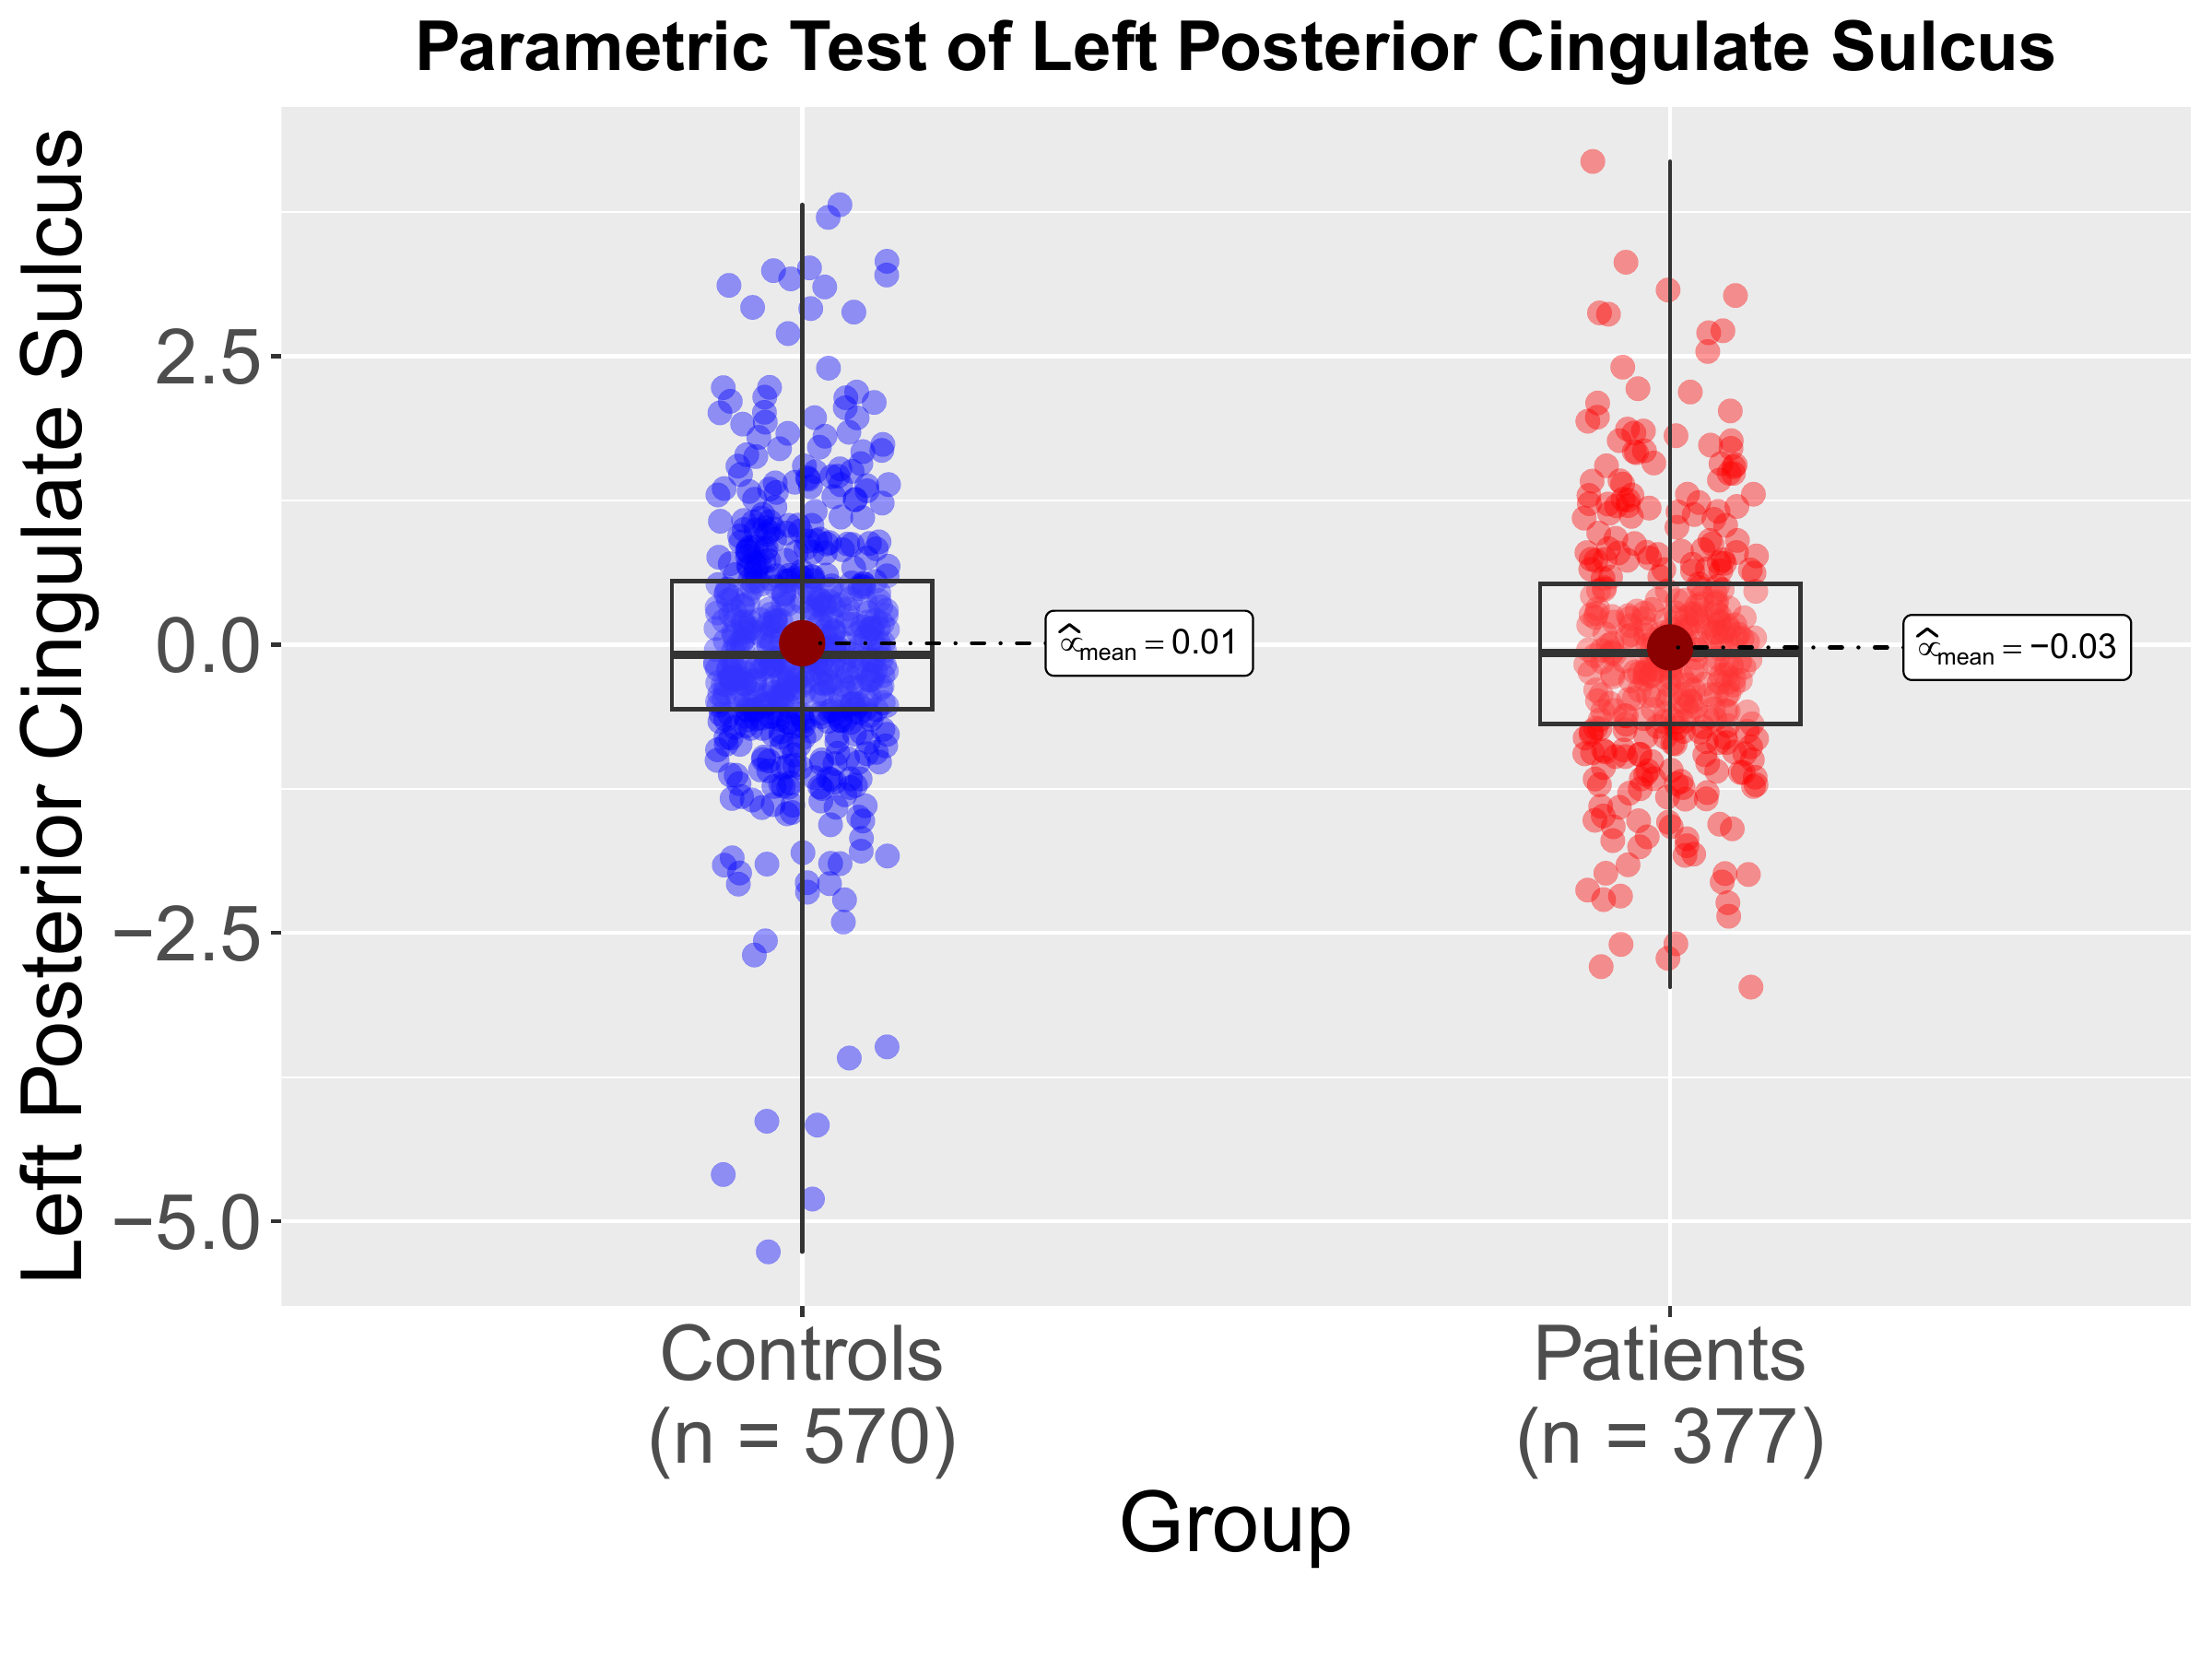 Parametric Test of Left Posterior Cingulate Sulcus
Left Posterior Cingulate Sulcus
2.5
0.0
−2.5
−5.0
∝̂mean = 0.01
∝̂mean = −0.03
Controls
(n = 570)
Patients
(n = 377)
Group